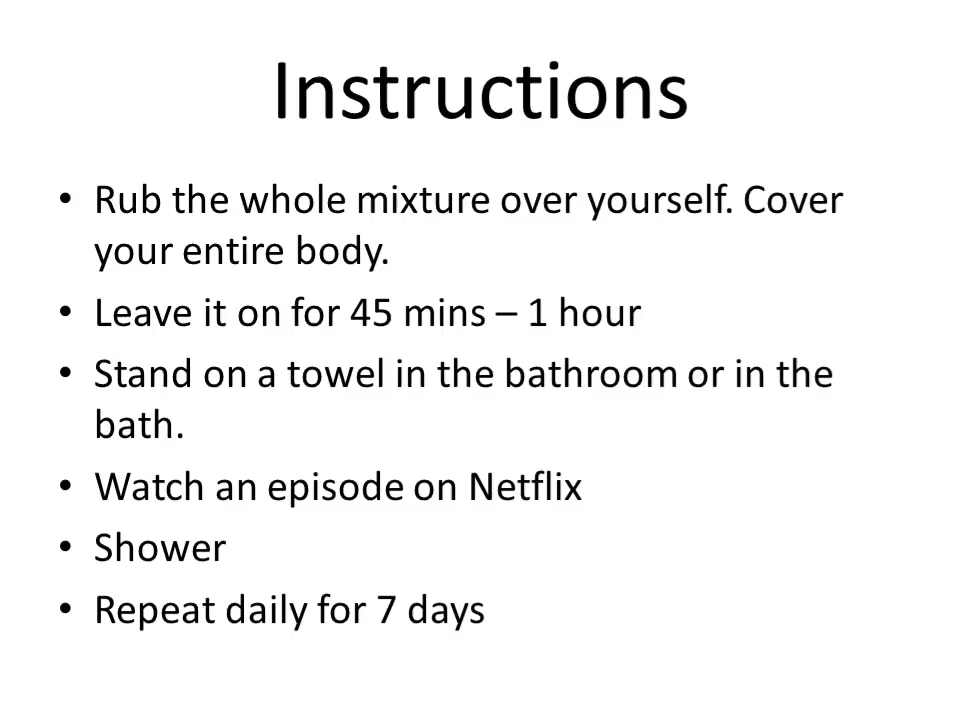 Instructions
• Rub the whole mixture over yourself. Cover
your entire body.
• Leave it on for 45 mins – 1 hour
• Stand on a towel in the bathroom or in the
bath.
• Watch an episode on Netflix
• Shower
• Repeat daily for 7 days